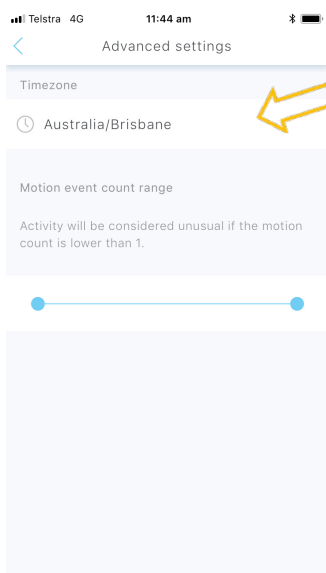 Telstra 4G 11:44 am
Advanced settings
Timezone
Australia/Brisbane
Motion event count range
Activity will be considered unusual if the motion
count is lower than 1.